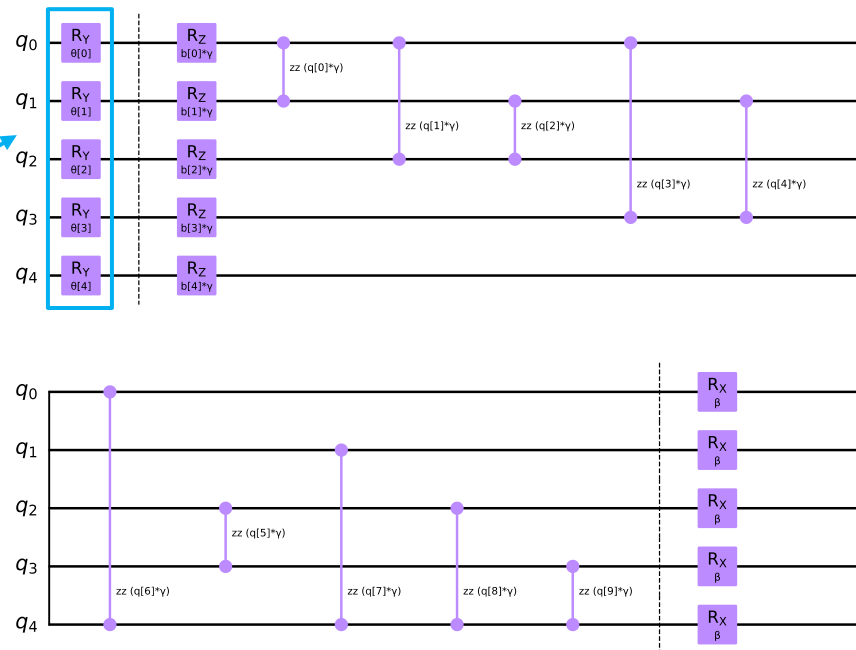 q0 RY θ[0] RZ b[0]*γ
zz (q[0]*γ)
q1 RY θ[1] RZ b[1]*γ
zz (q[1]*γ) zz (q[2]*γ)
q2 RY θ[2] RZ b[2]*γ
zz (q[3]*γ) zz (q[4]*γ)
q3 RY θ[3] RZ b[3]*γ
q4 RY θ[4] RZ b[4]*γ
q0 RX β
q1 RX β
q2 RX β
zz (q[5]*γ)
q3 RX β
zz (q[6]*γ) zz (q[7]*γ) zz (q[8]*γ) zz (q[9]*γ)
q4 RX β